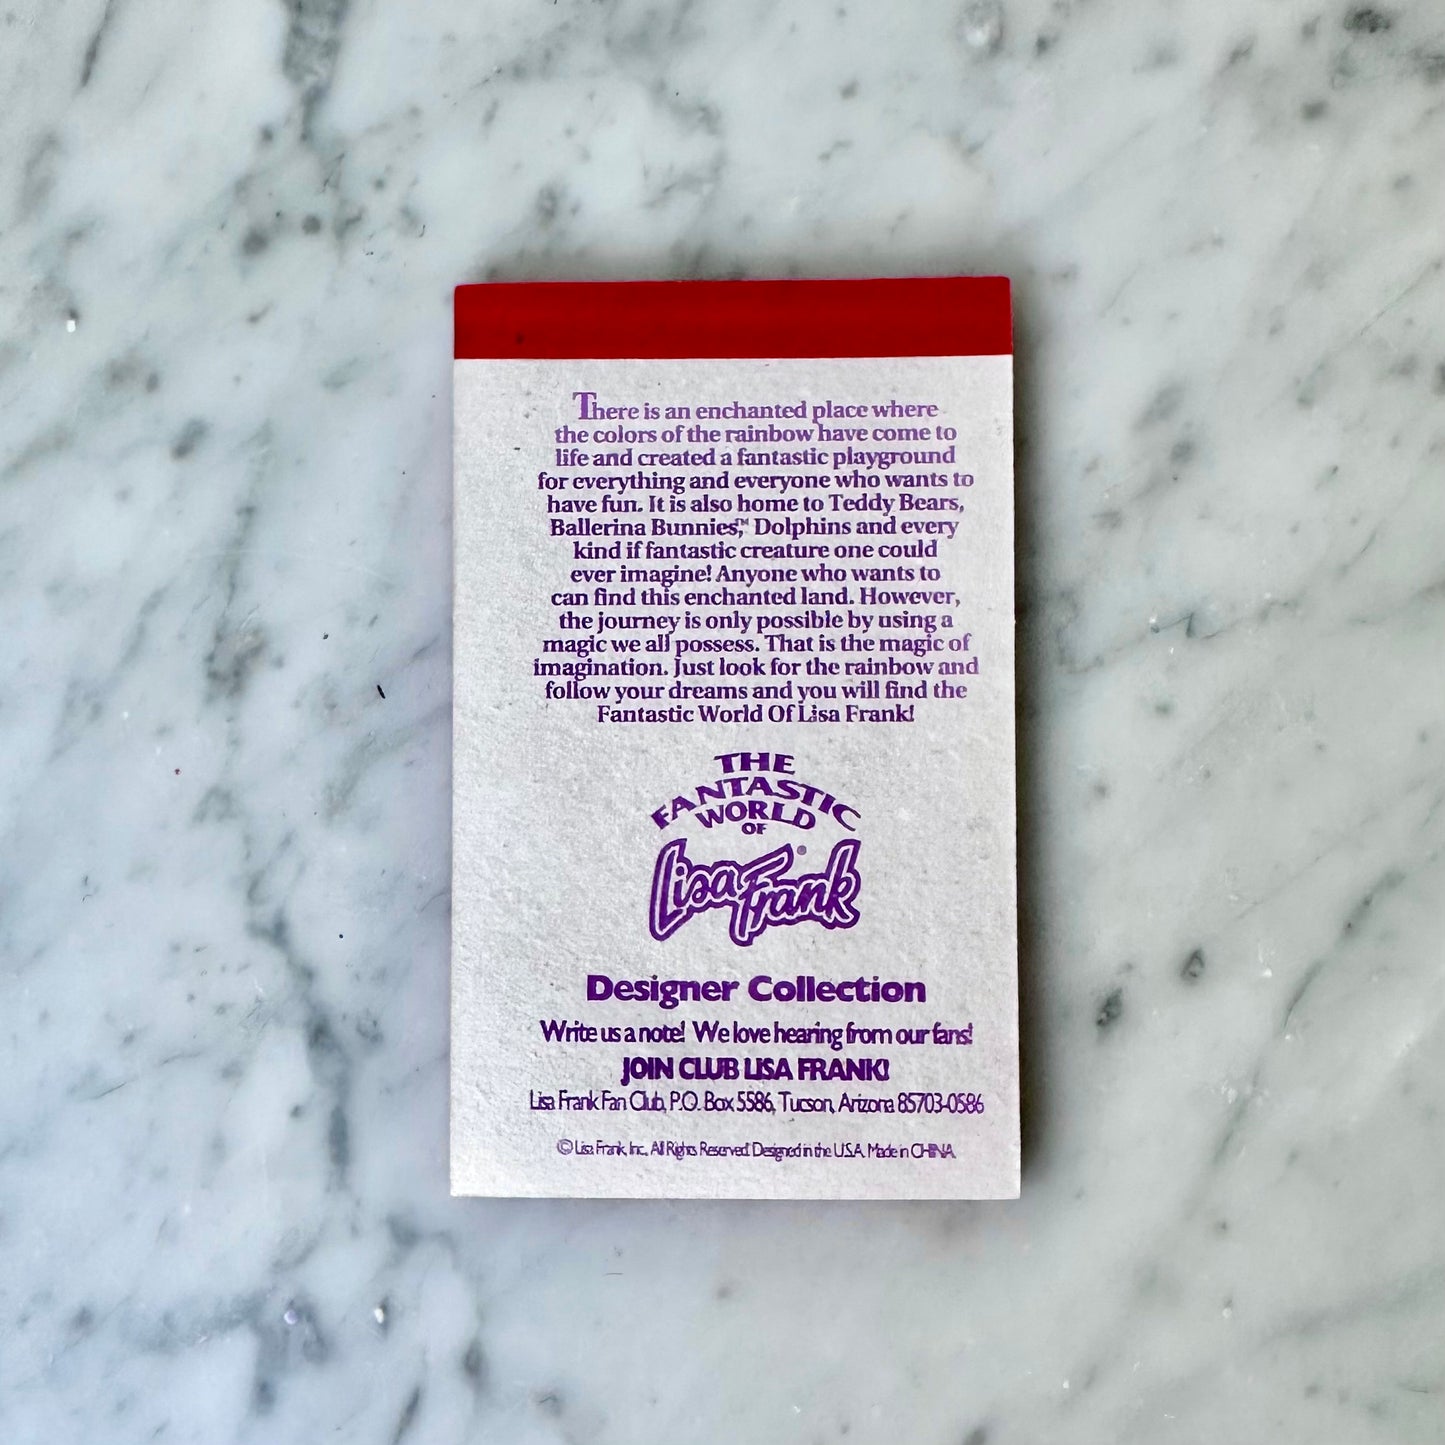 There is an enchanted place where
the colors of the rainbow have come to
life and created a fantastic playground
for everything and everyone who wants to
have fun. It is also home to Teddy Bears,
Ballerina Bunnies,™ Dolphins and every
kind if fantastic creature one could
ever imagine! Anyone who wants to
can find this enchanted land. However,
the journey is only possible by using a
magic we all possess. That is the magic of
imagination. Just look for the rainbow and
follow your dreams and you will find the
Fantastic World Of Lisa Frank!
THE
FANTASTIC
WORLD
OF
Lisa Frank®
Designer Collection
Write us a note! We love hearing from our fans!
JOIN CLUB LISA FRANK!
Lisa Frank Fan Club, P.O. Box 5586, Tucson, Arizona 85703-0586
© Lisa Frank, Inc. All Rights Reserved. Designed in the U.S.A. Made in CHINA